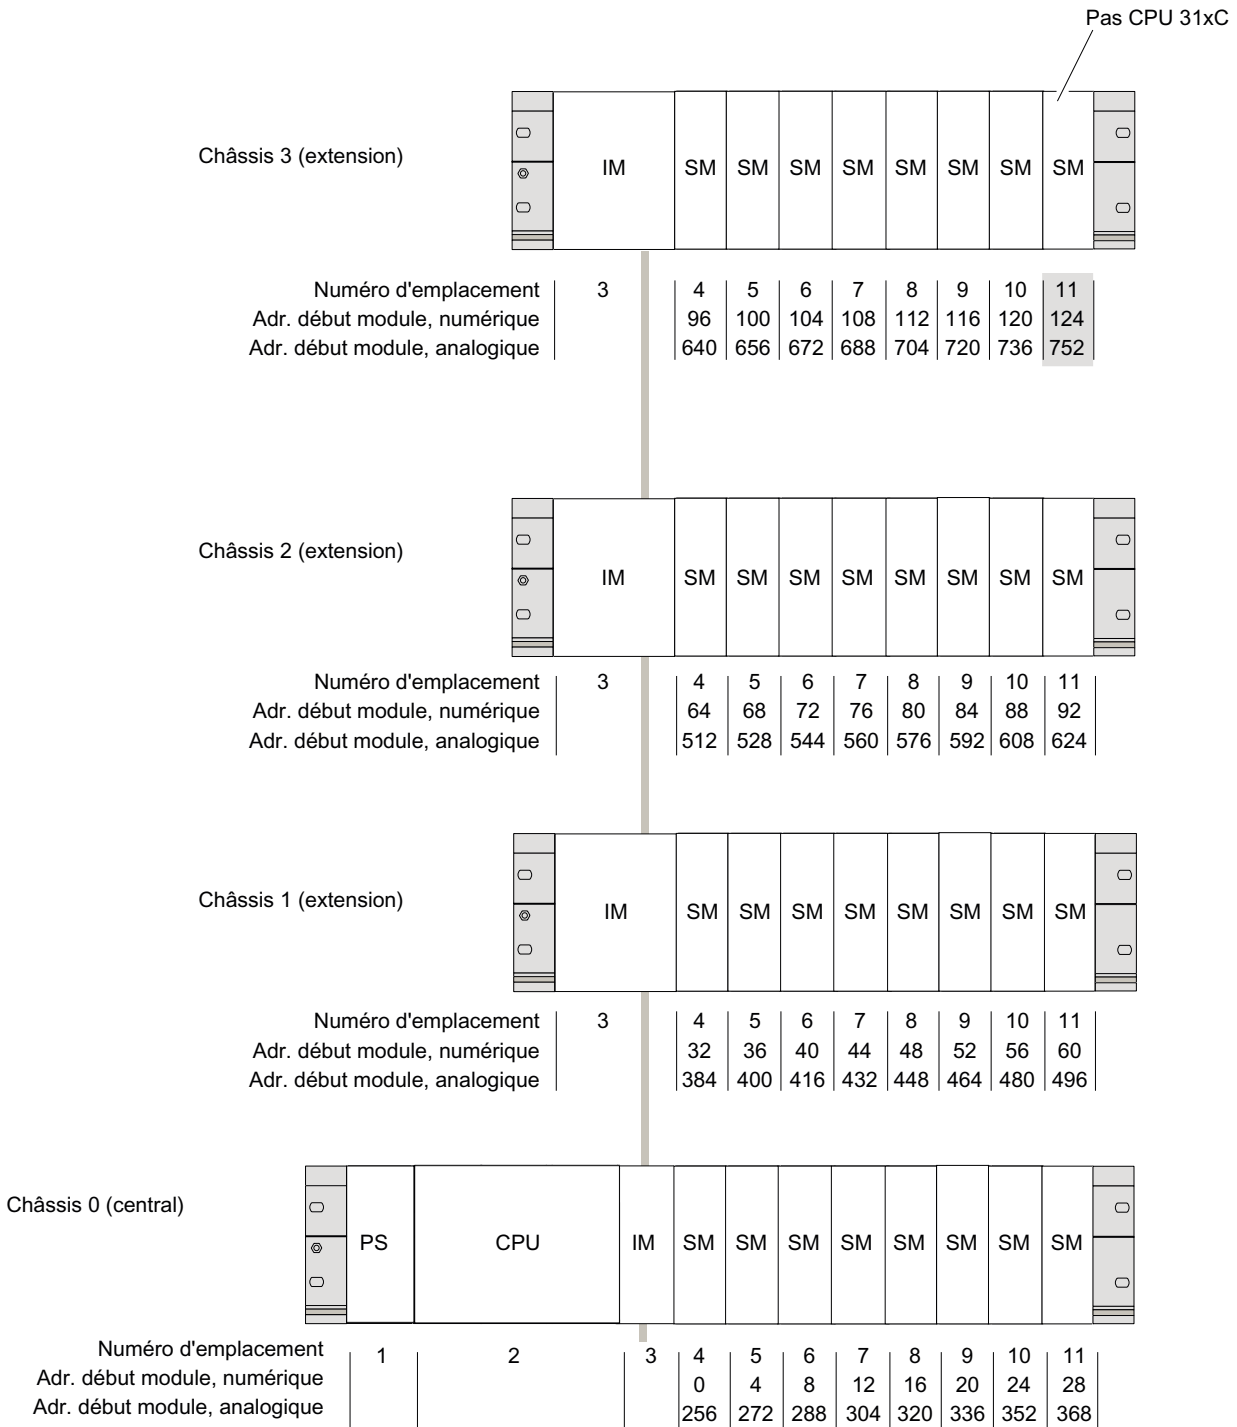 Pas CPU 31xC
Châssis 3 (extension)
IM SM SM SM SM SM SM SM SM
Numéro d'emplacement 3 4 5 6 7 8 9 10 11
Adr. début module, numérique 96 100 104 108 112 116 120 124
Adr. début module, analogique 640 656 672 688 704 720 736 752
Châssis 2 (extension)
IM SM SM SM SM SM SM SM SM
Numéro d'emplacement 3 4 5 6 7 8 9 10 11
Adr. début module, numérique 64 68 72 76 80 84 88 92
Adr. début module, analogique 512 528 544 560 576 592 608 624
Châssis 1 (extension)
IM SM SM SM SM SM SM SM SM
Numéro d'emplacement 3 4 5 6 7 8 9 10 11
Adr. début module, numérique 32 36 40 44 48 52 56 60
Adr. début module, analogique 384 400 416 432 448 464 480 496
Châssis 0 (central)
PS CPU IM SM SM SM SM SM SM SM SM
Numéro d'emplacement 1 2 3 4 5 6 7 8 9 10 11
Adr. début module, numérique 0 4 8 12 16 20 24 28
Adr. début module, analogique 256 272 288 304 320 336 352 368